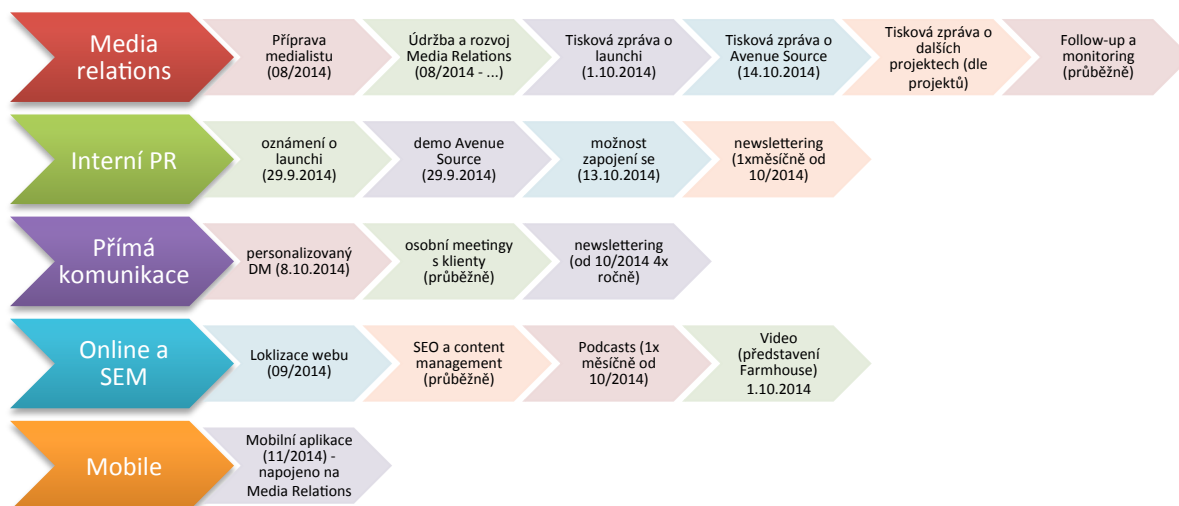 Media
relations
Příprava
medialistu
(08/2014)
Údržba a rozvoj
Media Relations
(08/2014 - ...)
Tisková zpráva o
launchi
(1.10.2014)
Tisková zpráva o
Avenue Source
(14.10.2014)
Tisková zpráva o
dalších
projektech (dle
projektů)
Follow-up a
monitoring
(průběžně)
Interní PR
oznámení o
launchi
(29.9.2014)
demo Avenue
Source
(29.9.2014)
možnost
zapojení se
(13.10.2014)
newslettering
(1xměsíčně od
10/2014)
Přímá
komunikace
personalizovaný
DM (8.10.2014)
osobní meetingy
s klienty
(průběžně)
newslettering
(od 10/2014 4x
ročně)
Online a
SEM
Loklizace webu
(09/2014)
SEO a content
management
(průběžně)
Podcasts (1x
měsíčně od
10/2014)
Video
(představení
Farmhouse)
1.10.2014
Mobile
Mobilní aplikace
(11/2014) -
napojeno na
Media Relations